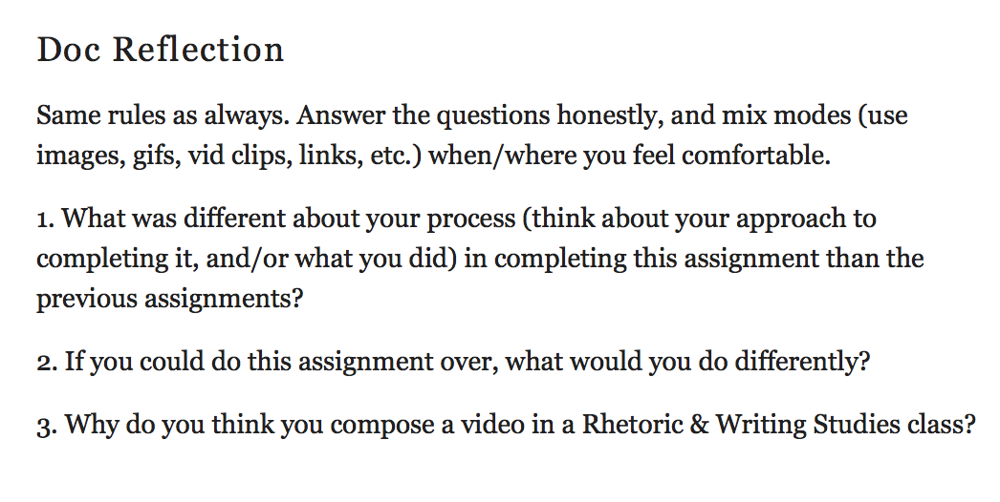 Doc Reflection
Same rules as always. Answer the questions honestly, and mix modes (use
images, gifs, vid clips, links, etc.) when/where you feel comfortable.
1. What was different about your process (think about your approach to
completing it, and/or what you did) in completing this assignment than the
previous assignments?
2. If you could do this assignment over, what would you do differently?
3. Why do you think you compose a video in a Rhetoric & Writing Studies class?